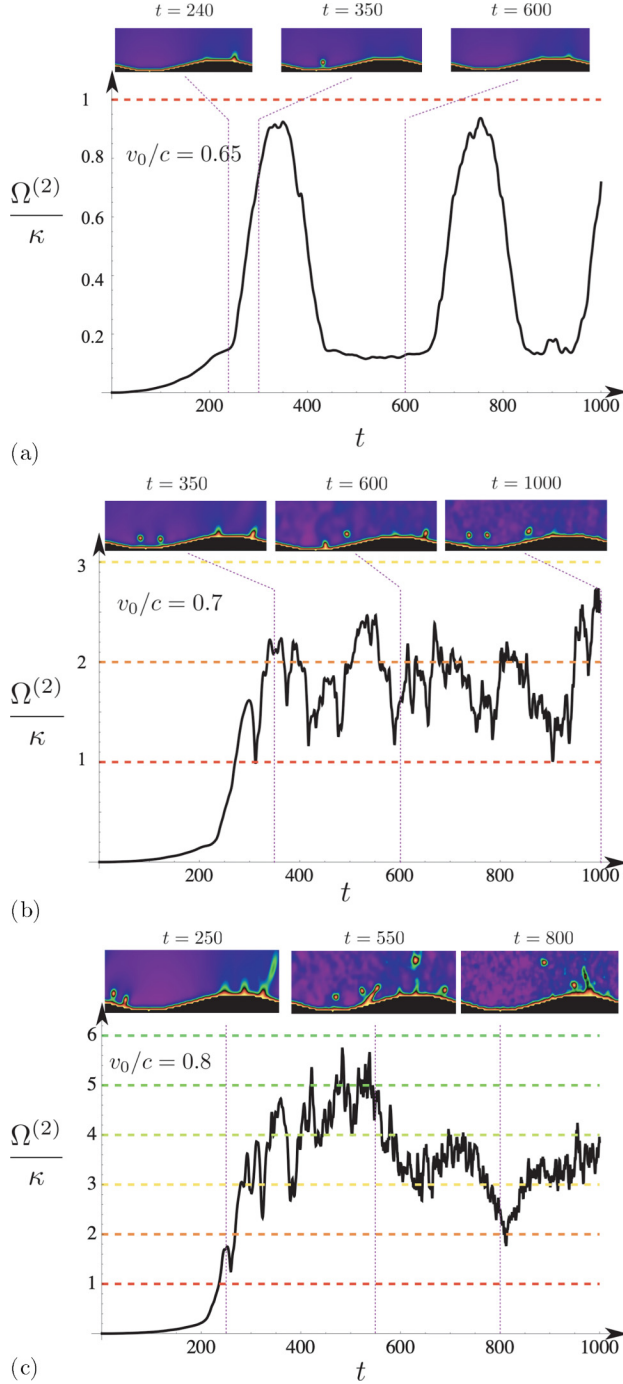 t = 240 t = 350 t = 600
1
v₀/c = 0.65
0.8
Ω⁽²⁾/κ
0.6
0.4
0.2
200 400 600 800 1000
t
(a)
t = 350 t = 600 t = 1000
3
v₀/c = 0.7
2
Ω⁽²⁾/κ
1
200 400 600 800 1000
t
(b)
t = 250 t = 550 t = 800
6
v₀/c = 0.8
5
4
Ω⁽²⁾/κ
3
2
1
200 400 600 800 1000
t
(c)